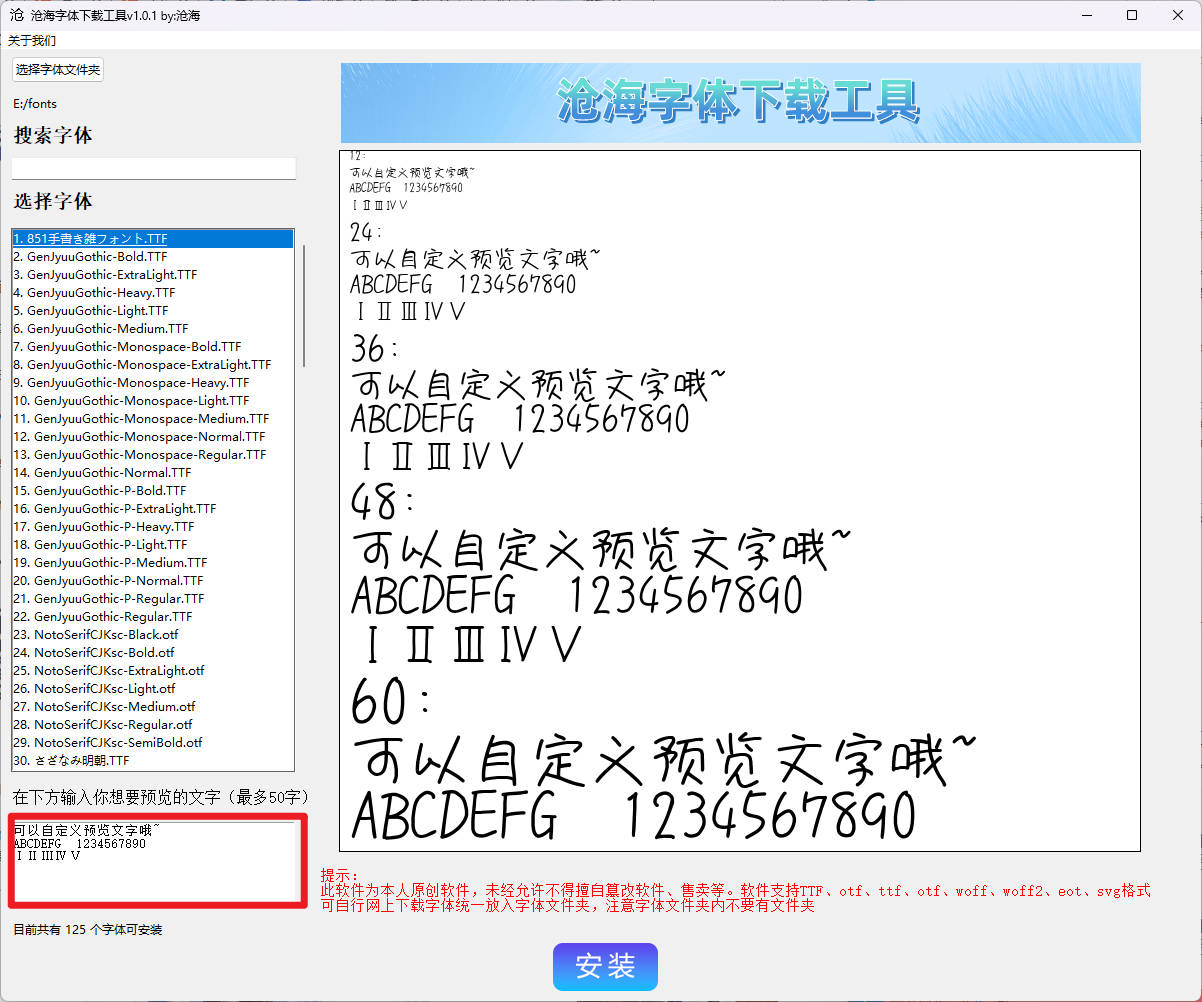 沧 沧海字体下载工具v1.0.1 by:沧海
关于我们
选择字体文件夹
E:/fonts
搜索字体
选择字体
1. 851手書き雑フォント.TTF
2. GenJyuuGothic-Bold.TTF
3. GenJyuuGothic-ExtraLight.TTF
4. GenJyuuGothic-Heavy.TTF
5. GenJyuuGothic-Light.TTF
6. GenJyuuGothic-Medium.TTF
7. GenJyuuGothic-Monospace-Bold.TTF
8. GenJyuuGothic-Monospace-ExtraLight.TTF
9. GenJyuuGothic-Monospace-Heavy.TTF
10. GenJyuuGothic-Monospace-Light.TTF
11. GenJyuuGothic-Monospace-Medium.TTF
12. GenJyuuGothic-Monospace-Normal.TTF
13. GenJyuuGothic-Monospace-Regular.TTF
14. GenJyuuGothic-Normal.TTF
15. GenJyuuGothic-P-Bold.TTF
16. GenJyuuGothic-P-ExtraLight.TTF
17. GenJyuuGothic-P-Heavy.TTF
18. GenJyuuGothic-P-Light.TTF
19. GenJyuuGothic-P-Medium.TTF
20. GenJyuuGothic-P-Normal.TTF
21. GenJyuuGothic-P-Regular.TTF
22. GenJyuuGothic-Regular.TTF
23. NotoSerifCJKsc-Black.otf
24. NotoSerifCJKsc-Bold.otf
25. NotoSerifCJKsc-ExtraLight.otf
26. NotoSerifCJKsc-Light.otf
27. NotoSerifCJKsc-Medium.otf
28. NotoSerifCJKsc-Regular.otf
29. NotoSerifCJKsc-SemiBold.otf
30. さざなみ明朝.TTF
在下方输入你想要预览的文字（最多50字）
可以自定义预览文字哦~
ABCDEFG 1234567890
Ⅰ Ⅱ Ⅲ Ⅳ Ⅴ
目前共有 125 个字体可安装
沧海字体下载工具
12:
可以自定义预览文字哦~
ABCDEFG 1234567890
Ⅰ Ⅱ Ⅲ Ⅳ Ⅴ
24:
可以自定义预览文字哦~
ABCDEFG 1234567890
Ⅰ Ⅱ Ⅲ Ⅳ Ⅴ
36:
可以自定义预览文字哦~
ABCDEFG 1234567890
Ⅰ Ⅱ Ⅲ Ⅳ Ⅴ
48:
可以自定义预览文字哦~
ABCDEFG 1234567890
Ⅰ Ⅱ Ⅲ Ⅳ Ⅴ
60:
可以自定义预览文字哦~
ABCDEFG 1234567890
提示：
此软件为本人原创软件，未经允许不得擅自篡改软件、售卖等。软件支持TTF、otf、ttf、otf、woff、woff2、eot、svg格式
可自行网上下载字体统一放入字体文件夹，注意字体文件夹内不要有文件夹
安装